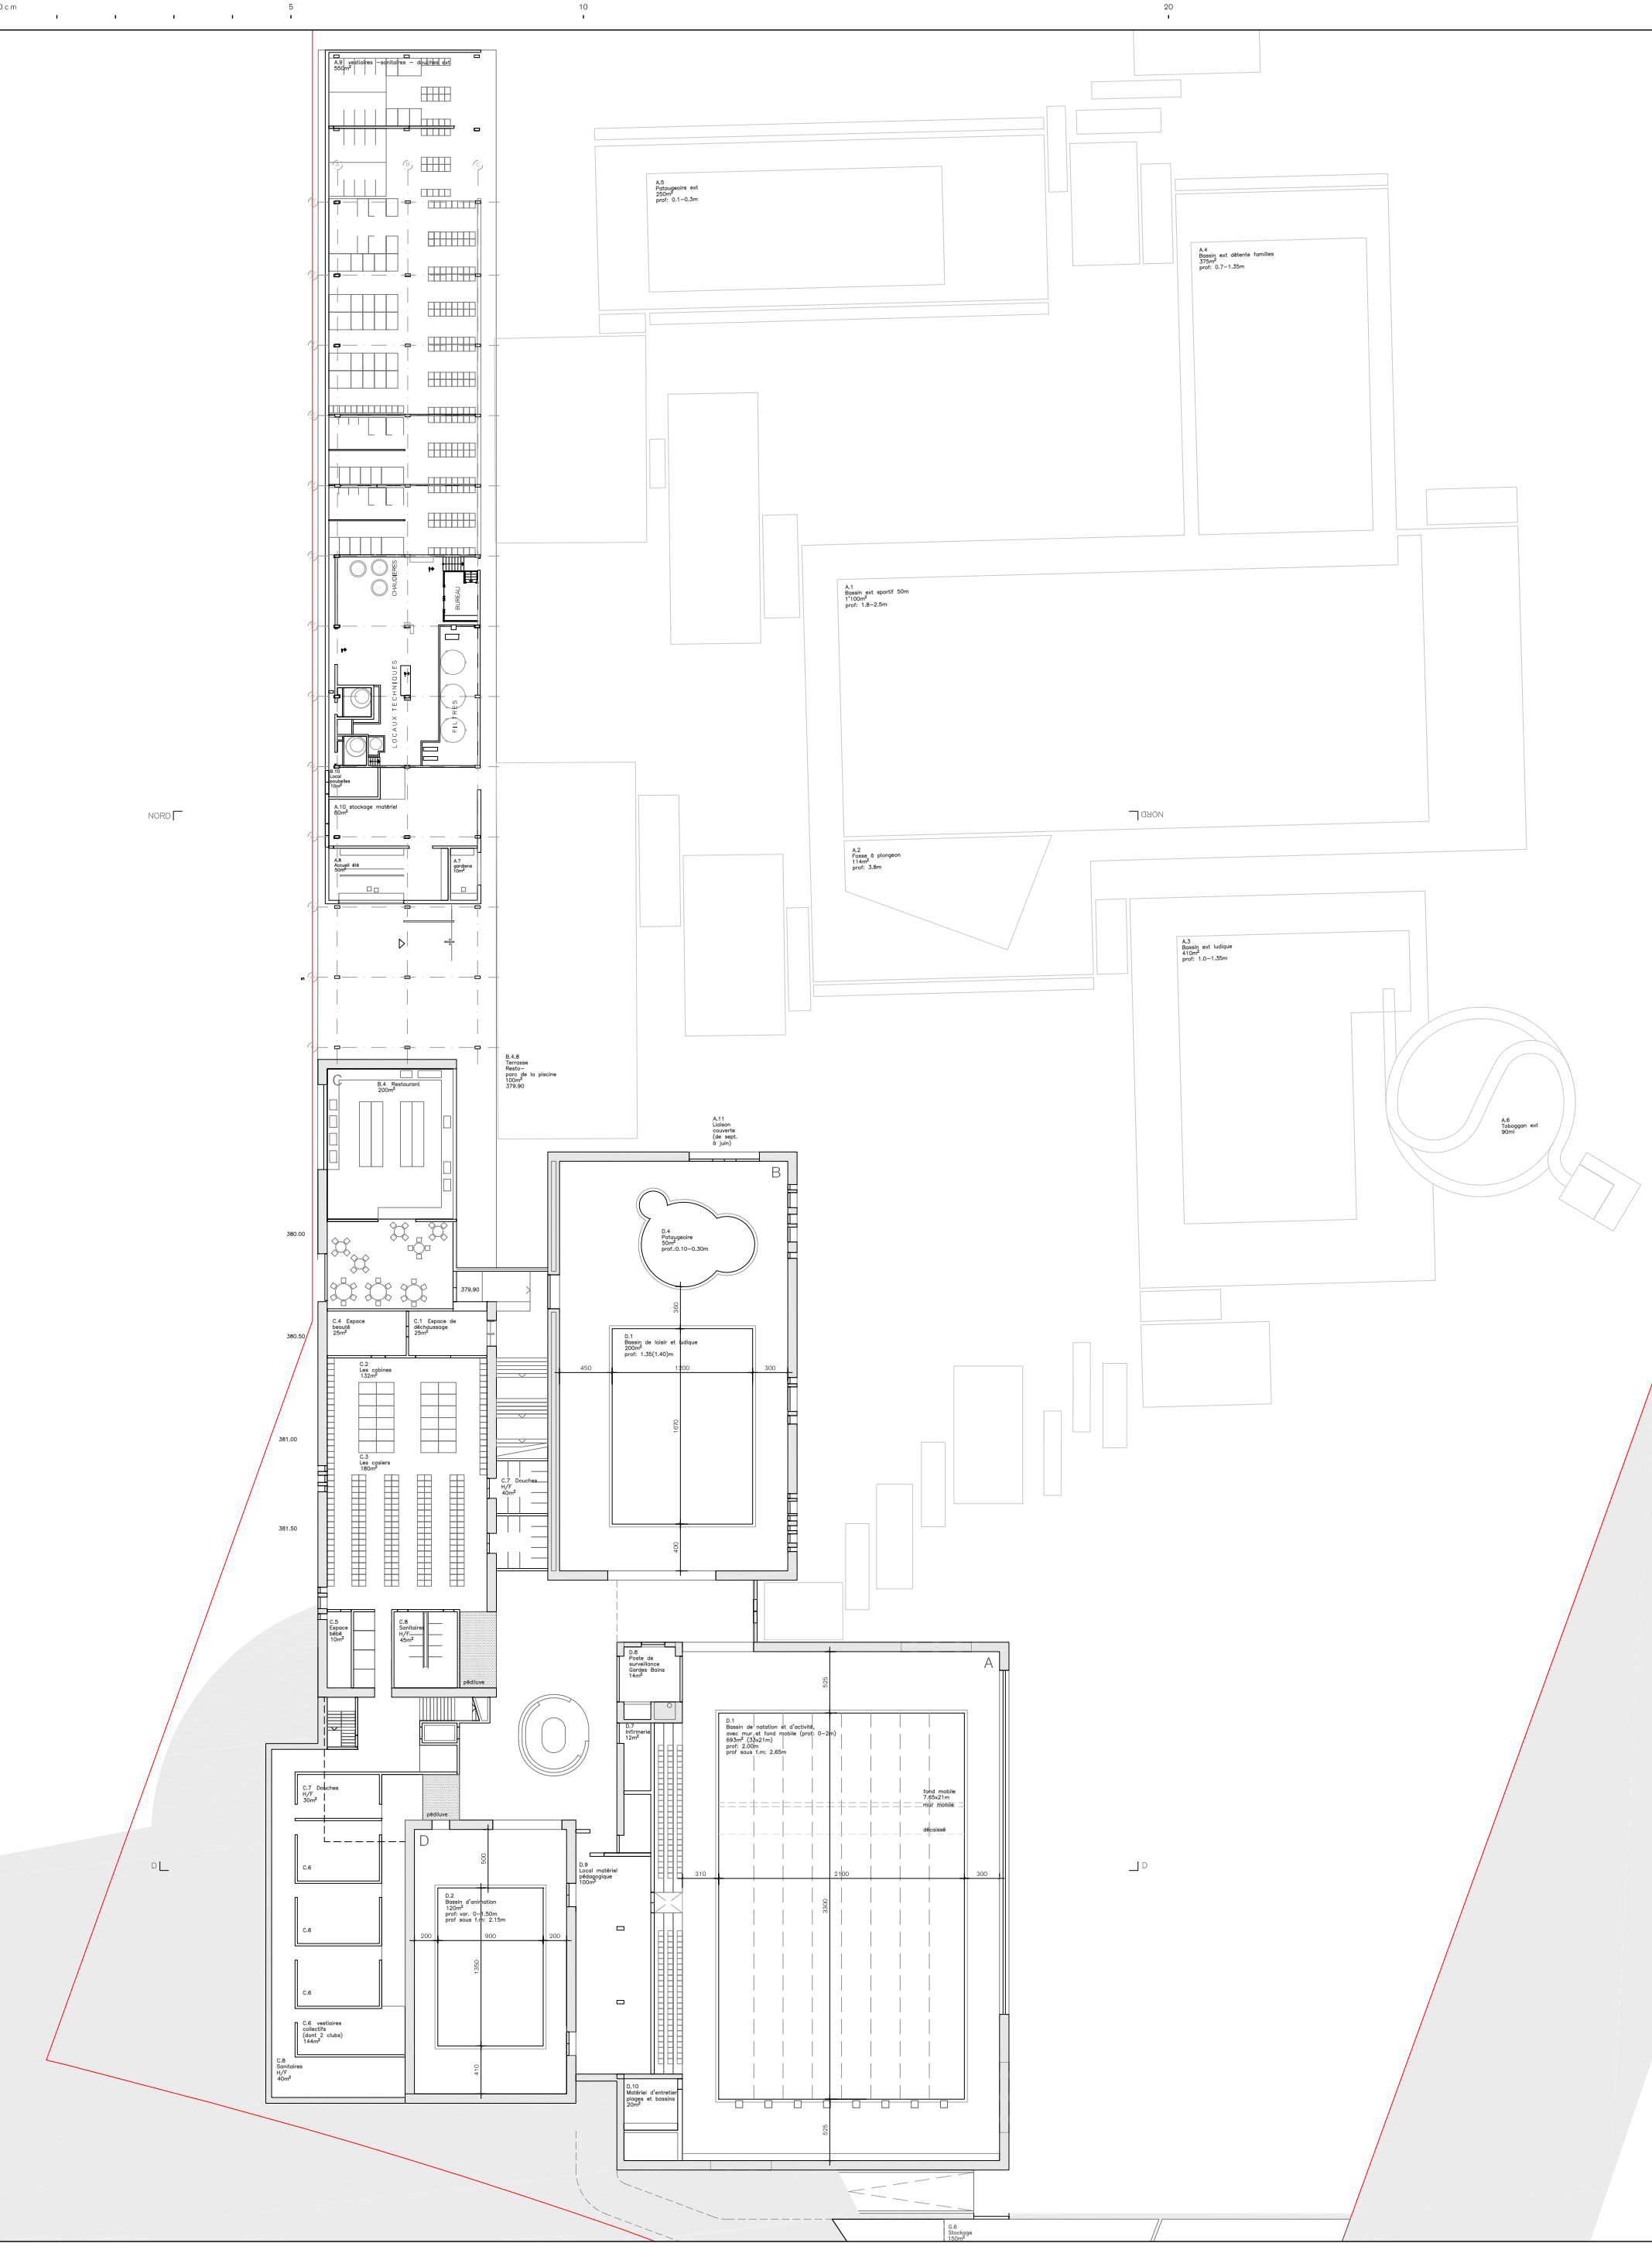 0cm
5
10
20
A.9 vestiaires -sanitaires - douches ext
550m²
A
B
C
A.5
Pataugeoire ext
250m²
prof: 0.1-0.3m
A.4
Bassin ext détente familles
375m²
prof: 0.7-1.35m
CHAUDIERES
BUREAU
A.1
Bassin ext sportif 50m
1'100m²
prof: 1.8-2.5m
LOCAUX TECHNIQUES
FILTRES
B.10
Local
poubelles
10m²
A.10 stockage matériel
80m²
NORD
NORD
A.8
Accueil été
50m²
A.7
gardiens
10m²
A.2
Fosse à plongeon
114m²
prof: 3.8m
A.3
Bassin ext ludique
410m²
prof: 1.0-1.35m
B.4.8
Terrasse
Resto-
parc de la piscine
100m²
379.90
C
B.4 Restaurant
200m²
A.11
Liaison
couverte
(de sept.
à juin)
A.6
Toboggan ext
90ml
B
380.00
D.4
Pataugeoire
50m²
prof.:0.10-0.30m
379.90
360
C.4 Espace
beauté
25m²
C.1 Espace de
déchaussage
25m²
380.50
D.1
Bassin de loisir et ludique
200m²
prof: 1.35(1.40)m
C.2
Les cabines
132m²
450
1200
300
1670
381.00
C.3
Les casiers
180m²
C.7 Douches
H/F
40m²
381.50
400
C.5
Espace
bébé
10m²
C.8
Sanitaires
H/F
45m²
pédiluve
D.8
Poste de
surveillance
Gardes Bains
14m²
A
525
D.7
Infirmerie
12m²
D.1
Bassin de natation et d'activité,
avec mur et fond mobile (prof: 0-2m)
693m² (33x21m)
prof: 2.00m
prof sous f.m: 2.65m
C.7 Douches
H/F
30m²
fond mobile
7.65x21m
mur mobile
pédiluve
décaissé
D
500
D
D
C.6
D.9
Local matériel
pédagogique
100m²
310
2100
300
3300
D.2
Bassin d'animation
120m²
prof: var. 0-1.50m
prof sous f.m: 2.15m
C.6
200
900
200
1350
C.6
C.6 vestiaires
collectifs
(dont 2 clubs)
144m²
C.8
Sanitaires
H/F
40m²
410
D.10
Matériel d'entretien
plages et bassins
20m²
525
G.6
Stockage
150m²